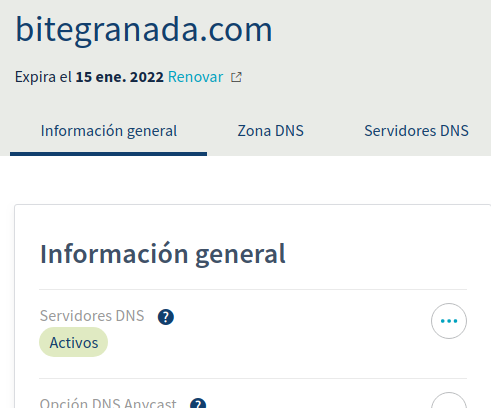 bitegranada.com
Expira el 15 ene. 2022 Renovar
Información general Zona DNS Servidores DNS
Información general
Servidores DNS ?
Activos
Opción DNS Anycast ?